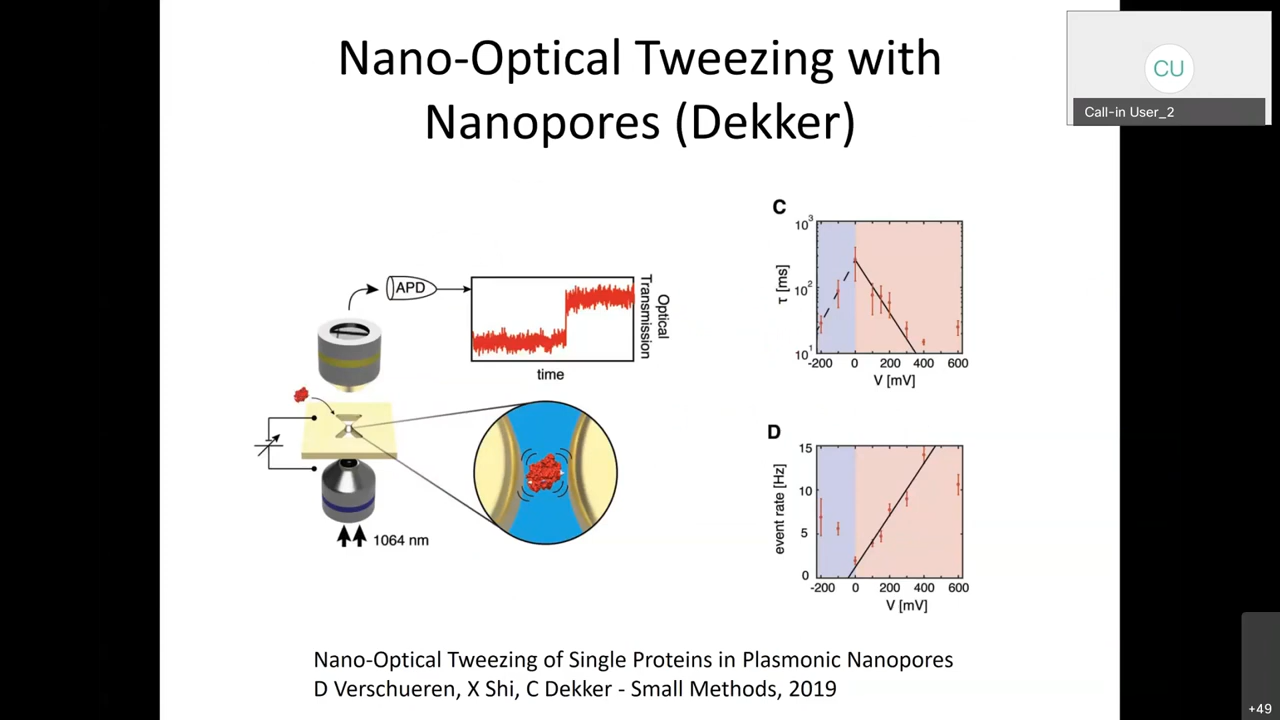 Nano-Optical Tweezing with
Nanopores (Dekker)
CU
Call-in User_2
APD
Optical
Transmission
time
1064 nm
C
10³
10²
10¹
τ [ms]
-200 0 200 400 600
V [mV]
D
15
10
5
0
event rate [Hz]
-200 0 200 400 600
V [mV]
Nano-Optical Tweezing of Single Proteins in Plasmonic Nanopores
D Verschueren, X Shi, C Dekker - Small Methods, 2019
+49